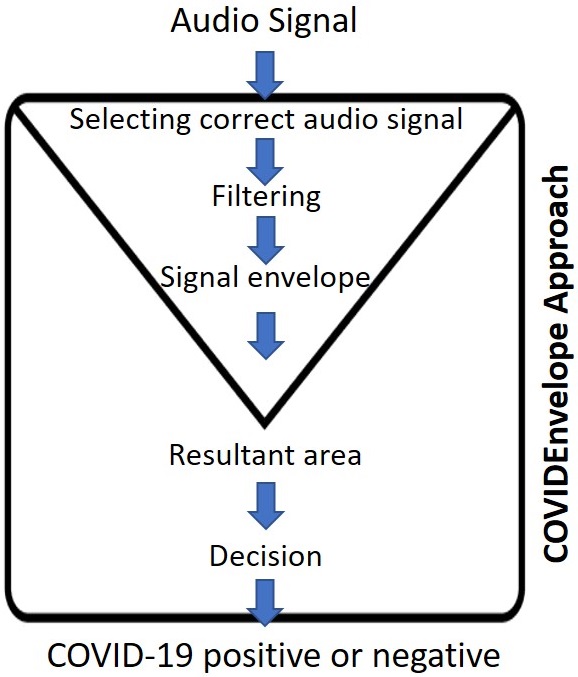 Audio Signal
Selecting correct audio signal
Filtering
Signal envelope
Resultant area
Decision
COVID-19 positive or negative
COVIDEnvelope Approach